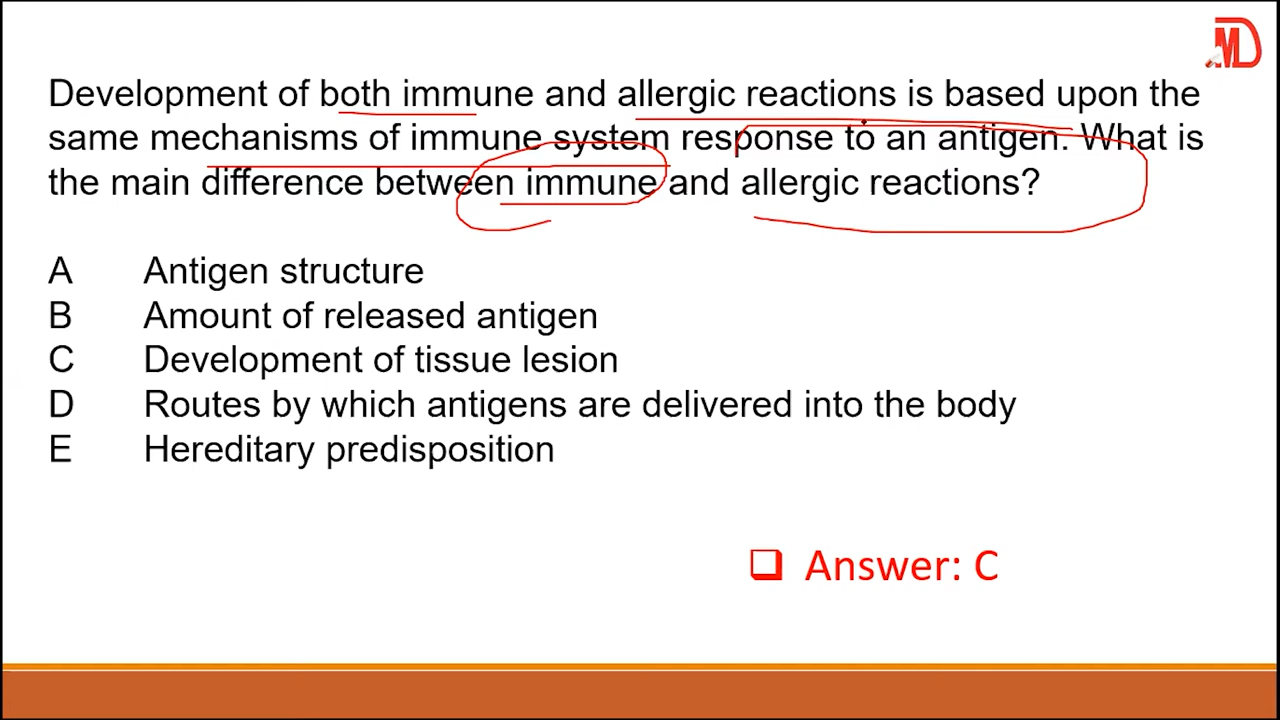 MD
Development of both immune and allergic reactions is based upon the
same mechanisms of immune system response to an antigen. What is
the main difference between immune and allergic reactions?
A Antigen structure
B Amount of released antigen
C Development of tissue lesion
D Routes by which antigens are delivered into the body
E Hereditary predisposition
Answer: C